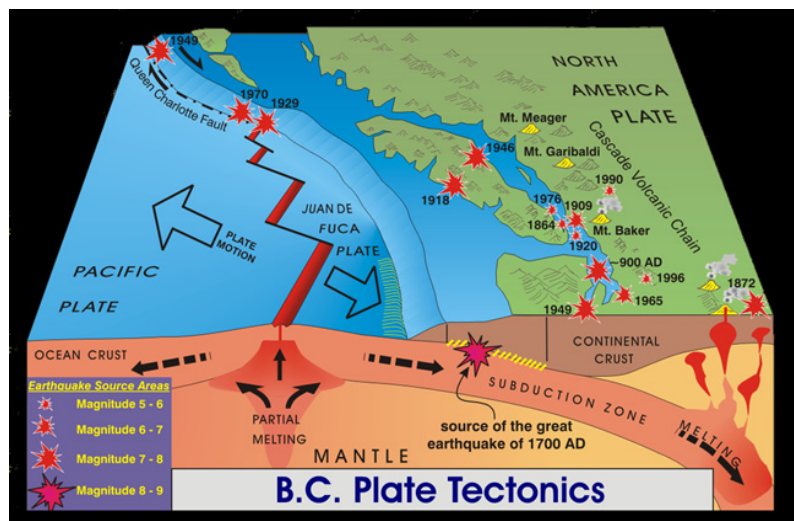 1949
Queen Charlotte Fault
1970
1929
NORTH
AMERICA
PLATE
Mt. Meager
Cascade Volcanic Chain
1946
Mt. Garibaldi
1918
1990
1976
1909
1864
Mt. Baker
1920
~900 AD
1996
1965
1949
1872
JUAN DE
FUCA
PLATE
PLATE
MOTION
PACIFIC
PLATE
OCEAN CRUST
CONTINENTAL
CRUST
SUBDUCTION ZONE
PARTIAL
MELTING
source of the great
earthquake of 1700 AD
MELTING
MANTLE
Earthquake Source Areas
Magnitude 5 - 6
Magnitude 6 - 7
Magnitude 7 - 8
Magnitude 8 - 9
B.C. Plate Tectonics